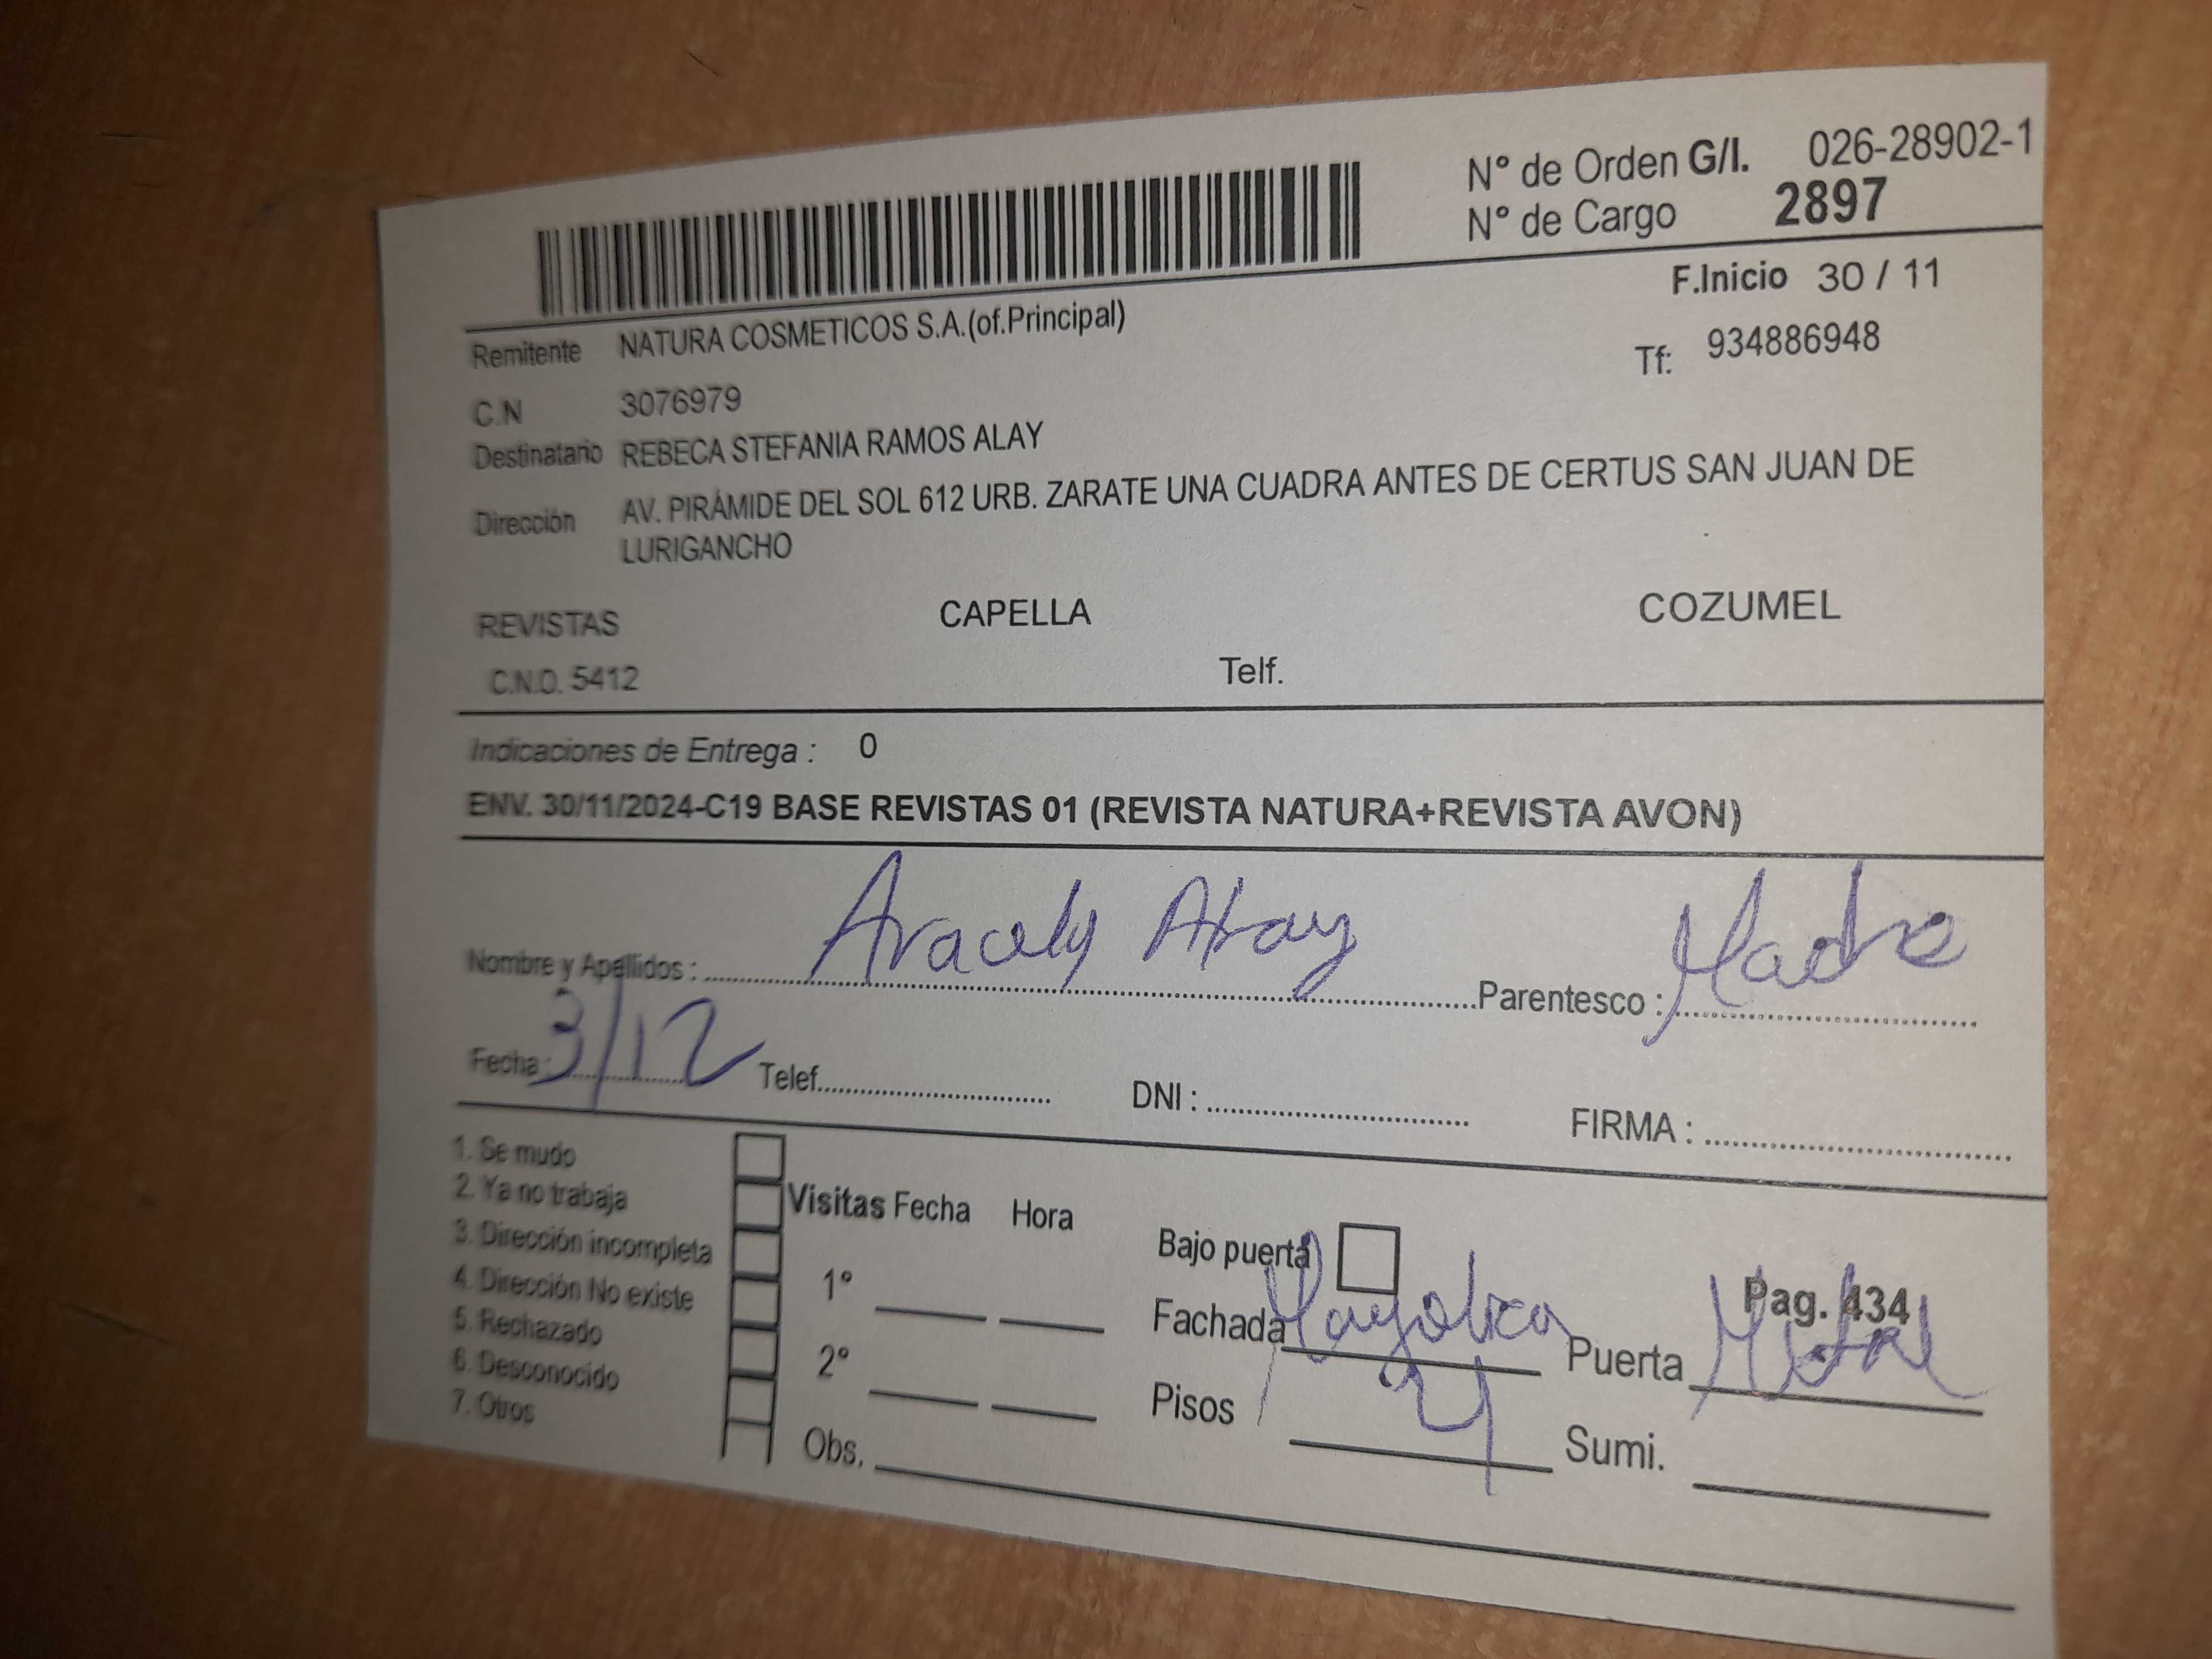 N° de Orden G/I. 026-28902-1
N° de Cargo 2897
F.Inicio 30 / 11
Remitente NATURA COSMETICOS S.A.(of.Principal)
Tf: 934886948
C.N 3076979
Destinatario REBECA STEFANIA RAMOS ALAY
Dirección AV. PIRÁMIDE DEL SOL 612 URB. ZARATE UNA CUADRA ANTES DE CERTUS SAN JUAN DE
LURIGANCHO
REVISTAS CAPELLA COZUMEL
C.N.O. 5412 Telf.
Indicaciones de Entrega : 0
ENV. 30/11/2024-C19 BASE REVISTAS 01 (REVISTA NATURA+REVISTA AVON)
Nombre y Apellidos : Aracely Alay Parentesco : Madre
Fecha : 3/12 Telef. DNI : FIRMA :
1. Se mudo
2. Ya no trabaja
3. Dirección incompleta
4. Dirección No existe
5. Rechazado
6. Desconocido
7. Otros
Visitas Fecha Hora
1°
2°
Obs.
Bajo puerta
Pag. 434
Fachada Mayolica Puerta Metal
Pisos 4 Sumi.